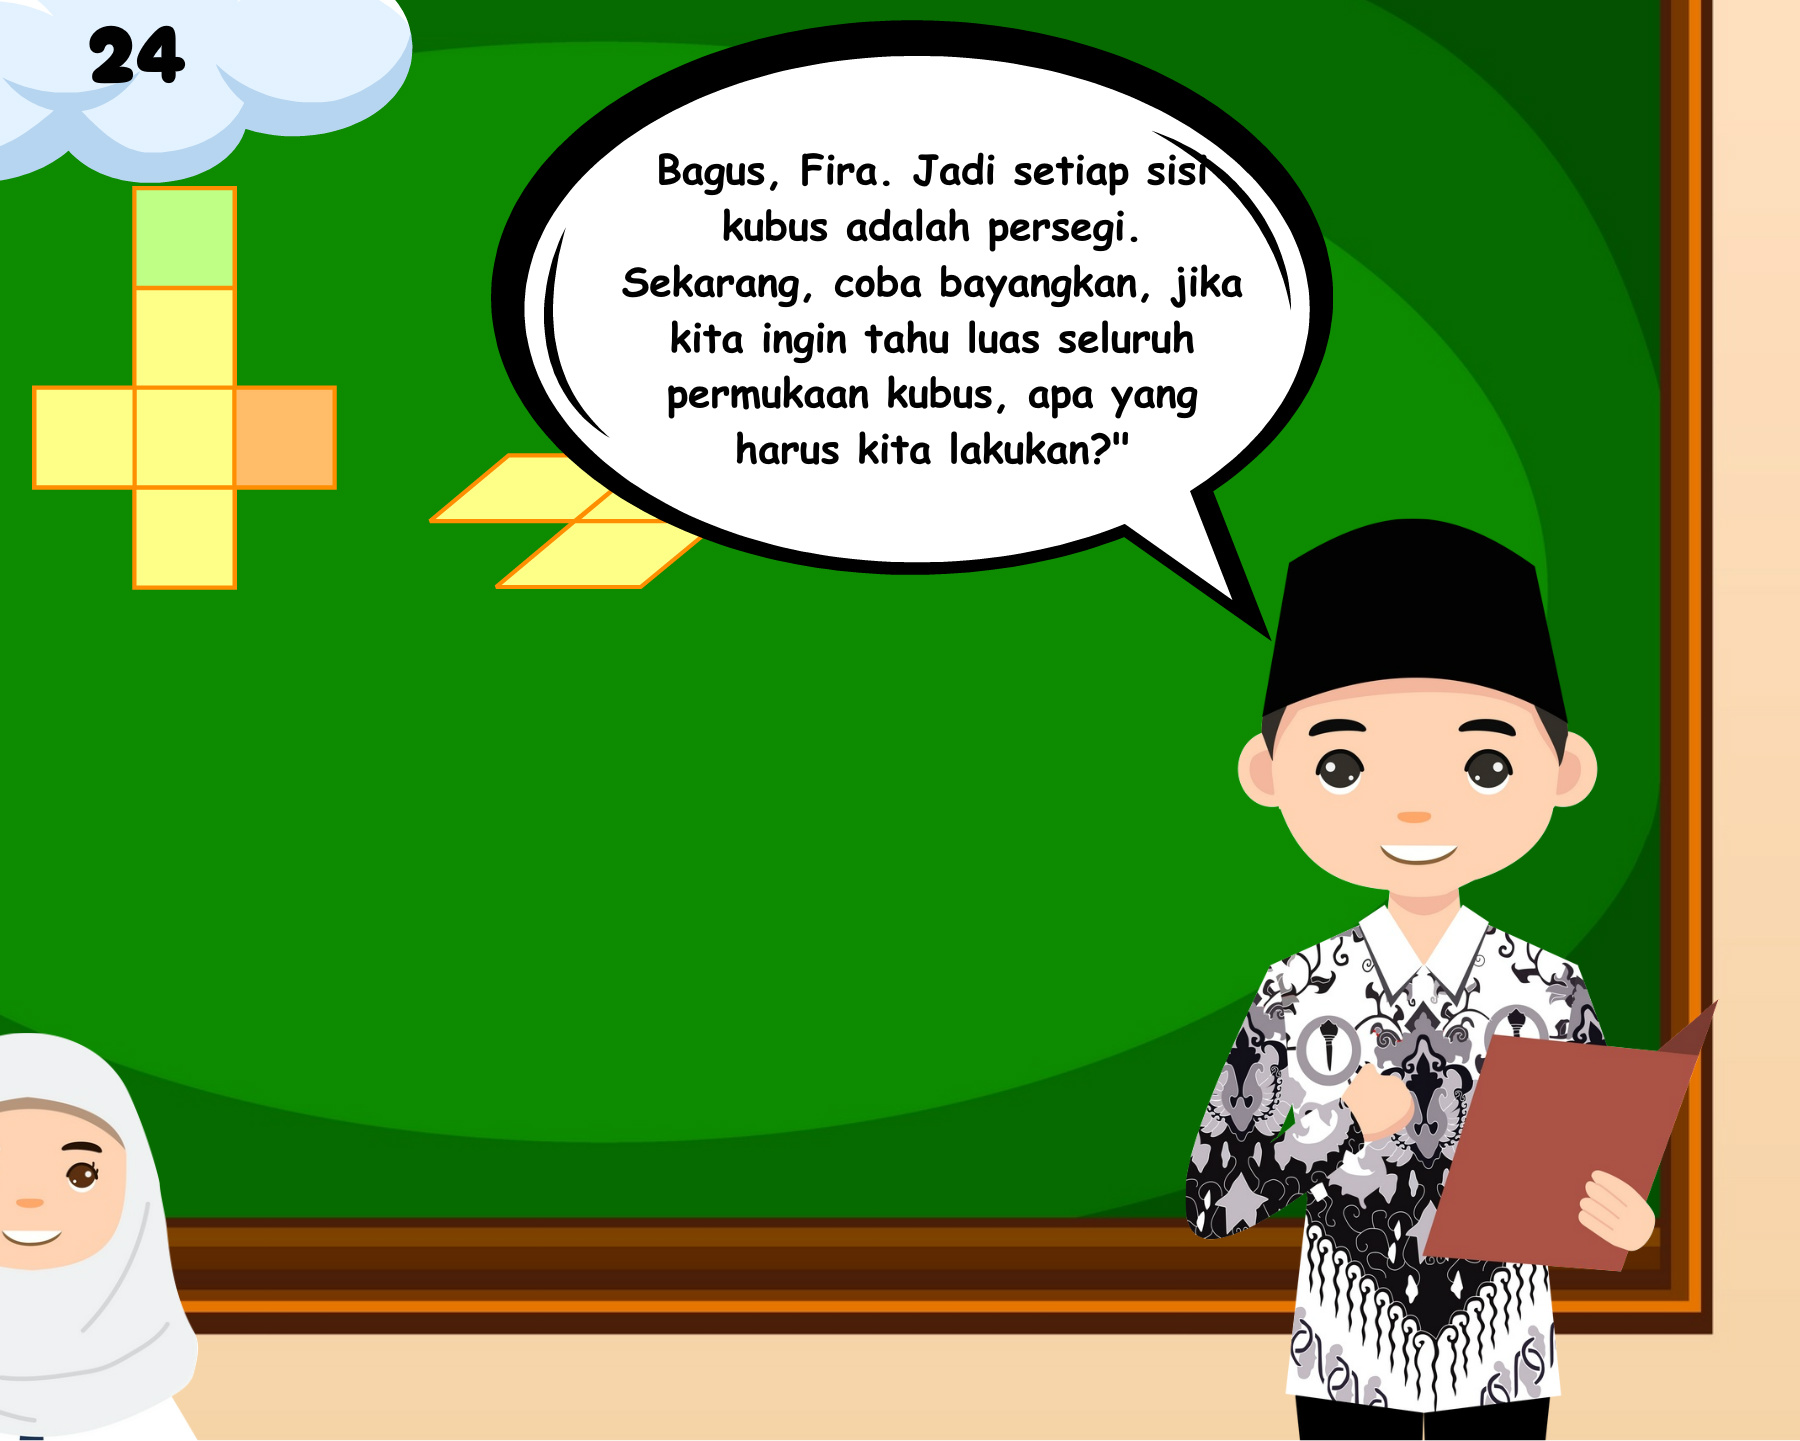 24
Bagus, Fira. Jadi setiap sisi
kubus adalah persegi.
Sekarang, coba bayangkan, jika
kita ingin tahu luas seluruh
permukaan kubus, apa yang
harus kita lakukan?"